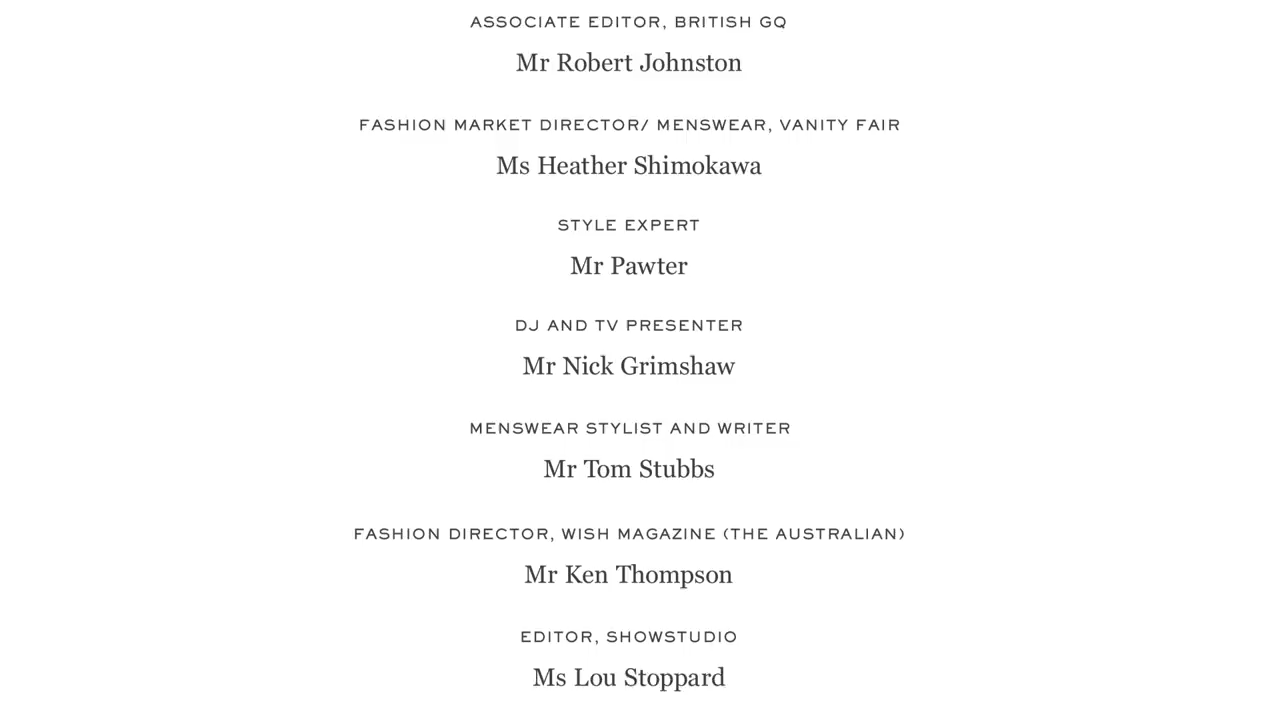 ASSOCIATE EDITOR, BRITISH GQ
Mr Robert Johnston
FASHION MARKET DIRECTOR/ MENSWEAR, VANITY FAIR
Ms Heather Shimokawa
STYLE EXPERT
Mr Pawter
DJ AND TV PRESENTER
Mr Nick Grimshaw
MENSWEAR STYLIST AND WRITER
Mr Tom Stubbs
FASHION DIRECTOR, WISH MAGAZINE (THE AUSTRALIAN)
Mr Ken Thompson
EDITOR, SHOWSTUDIO
Ms Lou Stoppard